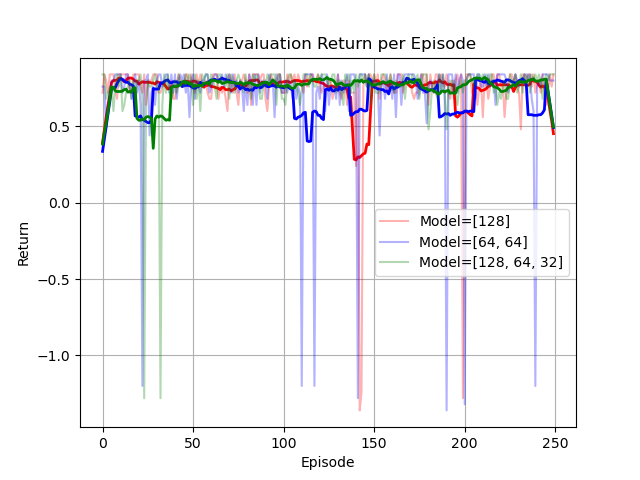 DQN Evaluation Return per Episode
Return
0.5
0.0
−0.5
−1.0
Model=[128]
Model=[64, 64]
Model=[128, 64, 32]
0 50 100 150 200 250
Episode